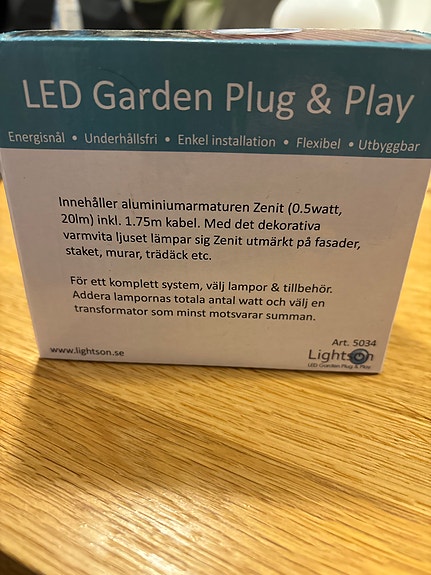 LED Garden Plug & Play
Energisnål • Underhållsfri • Enkel installation • Flexibel • Utbyggbar
Innehåller aluminiumarmaturen Zenit (0.5watt,
20lm) inkl. 1.75m kabel. Med det dekorativa
varmvita ljuset lämpar sig Zenit utmärkt på fasader,
staket, murar, trädäck etc.
För ett komplett system, välj lampor & tillbehör.
Addera lampornas totala antal watt och välj en
transformator som minst motsvarar summan.
Art. 5034
www.lightson.se
Lightson
LED Garden Plug & Play